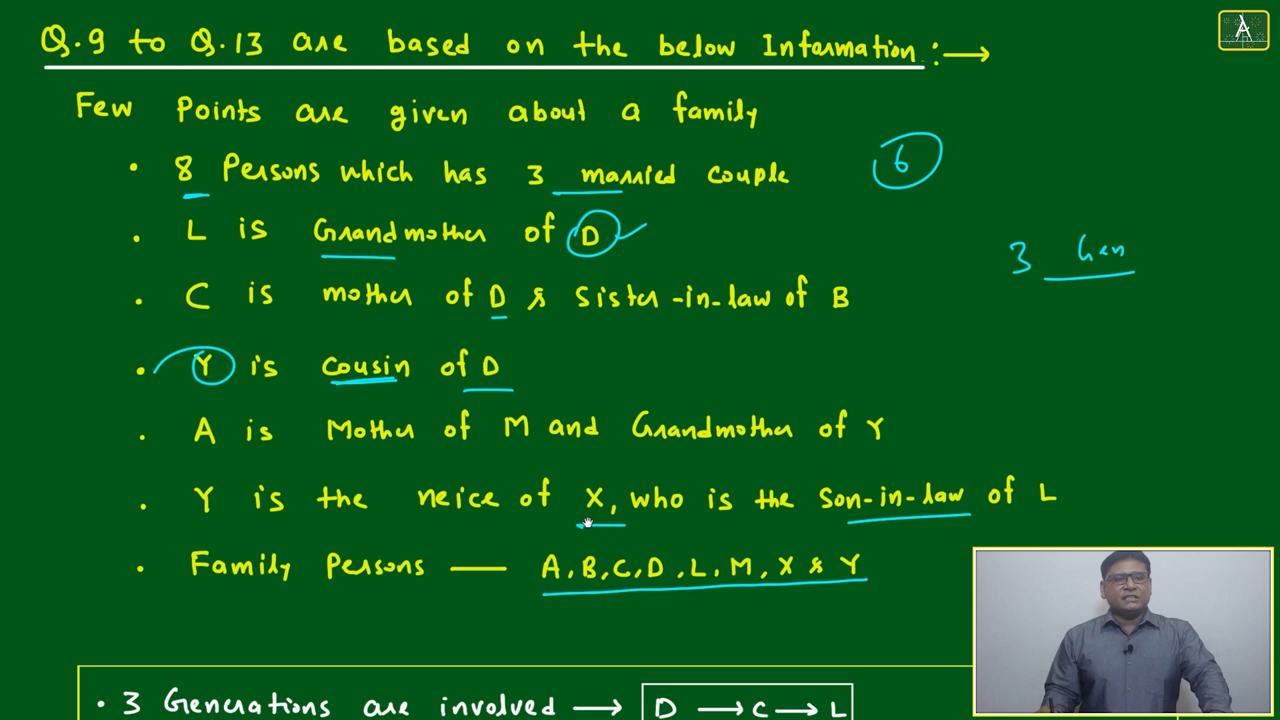 Q.9 to Q.13 are based on the below Information :→
Few Points are given about a family
• 8 Persons which has 3 married couple
6
• L is Grandmother of D
3 Gen
• C is mother of D & Sister-in-law of B
• Y is cousin of D
• A is Mother of M and Grandmother of Y
• Y is the neice of X, who is the Son-in-law of L
• Family Persons — A, B, C, D, L, M, X & Y
• 3 Generations are involved → D → C → L